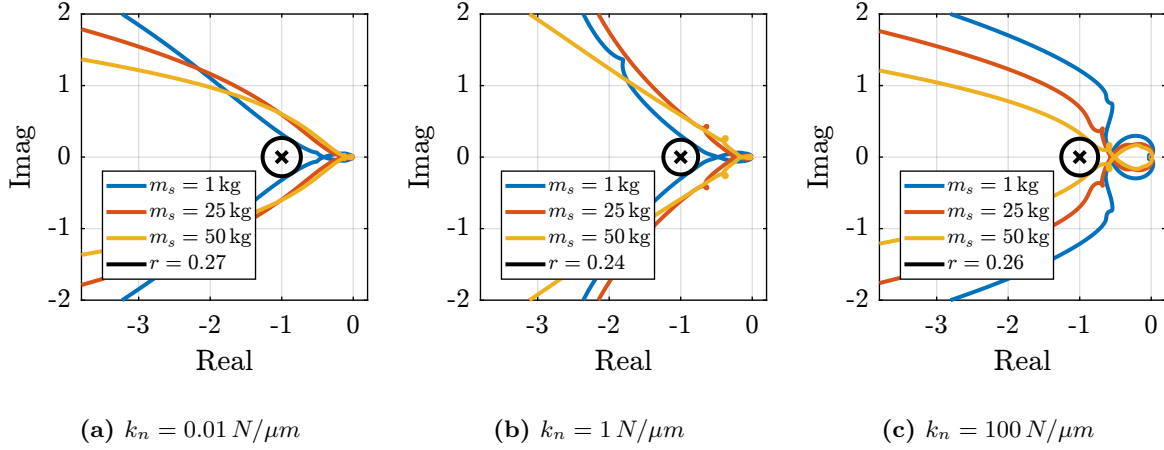 2
1
0
-1
-2
Imag
-3
-2
-1
0
Real
m_s = 1 kg
m_s = 25 kg
m_s = 50 kg
r = 0.27
(a) k_n = 0.01 N/μm
2
1
0
-1
-2
Imag
-3
-2
-1
0
Real
m_s = 1 kg
m_s = 25 kg
m_s = 50 kg
r = 0.24
(b) k_n = 1 N/μm
2
1
0
-1
-2
Imag
-3
-2
-1
0
Real
m_s = 1 kg
m_s = 25 kg
m_s = 50 kg
r = 0.26
(c) k_n = 100 N/μm